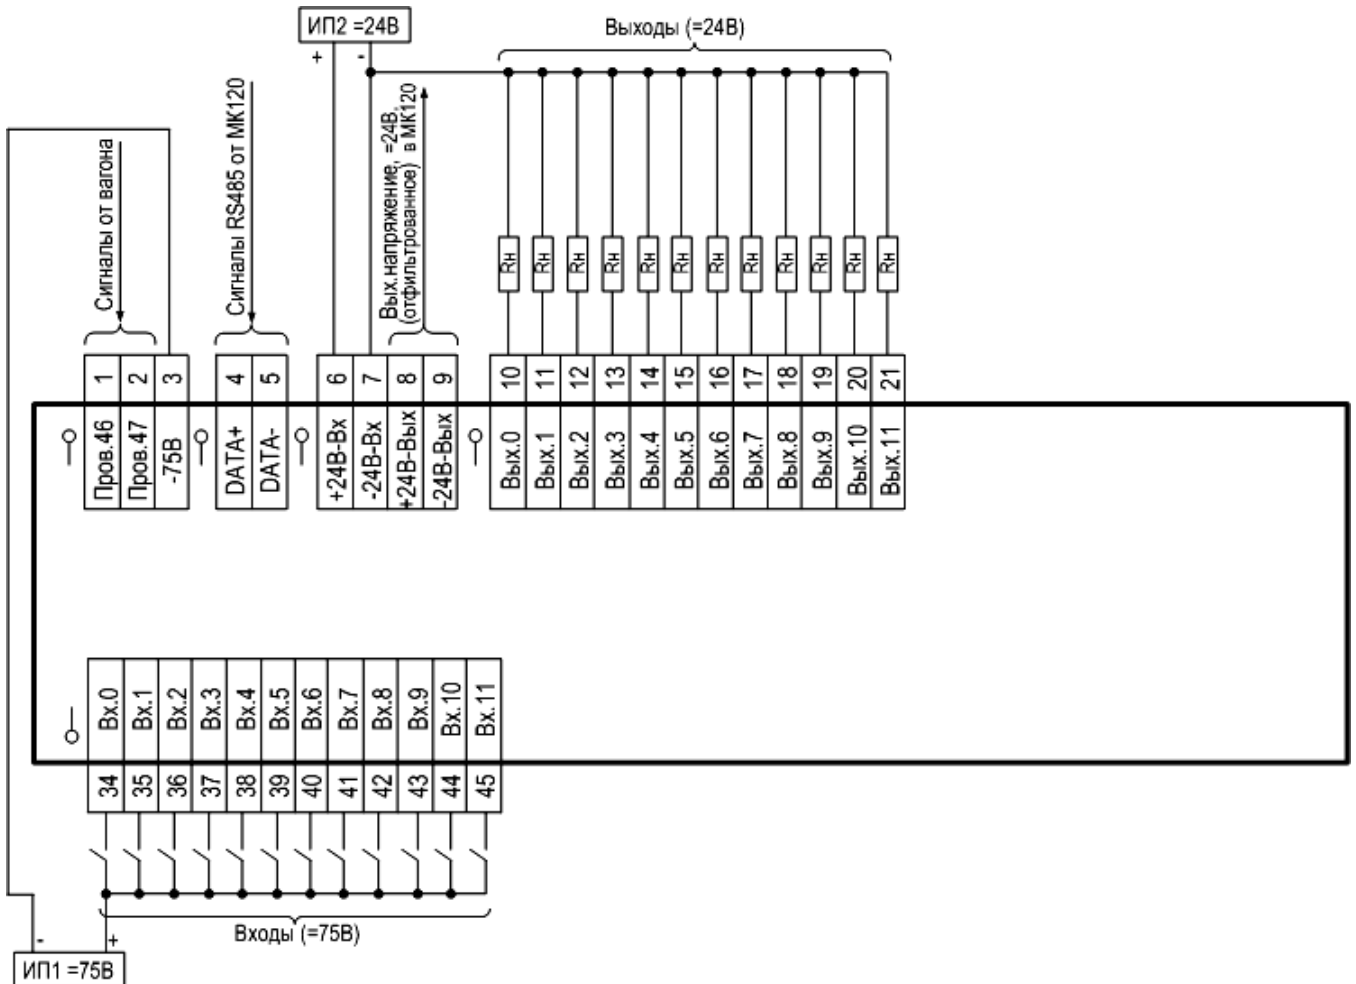 ИП2 =24В
Выходы (=24В)
+
-
Сигналы от вагона
Сигналы RS485 от МК120
Вых.напряжение, =24В,
(отфильтрованное) в МК120
Rн
Rн
Rн
Rн
Rн
Rн
Rн
Rн
Rн
Rн
Rн
Rн
1
2
3
4
5
6
7
8
9
10
11
12
13
14
15
16
17
18
19
20
21
Пров.46
Пров.47
-75В
DATA+
DATA-
+24В-Вх
-24В-Вх
+24В-Вых
-24В-Вых
Вых.0
Вых.1
Вых.2
Вых.3
Вых.4
Вых.5
Вых.6
Вых.7
Вых.8
Вых.9
Вых.10
Вых.11
Вх.0
Вх.1
Вх.2
Вх.3
Вх.4
Вх.5
Вх.6
Вх.7
Вх.8
Вх.9
Вх.10
Вх.11
34
35
36
37
38
39
40
41
42
43
44
45
Входы (=75В)
-
+
ИП1 =75В